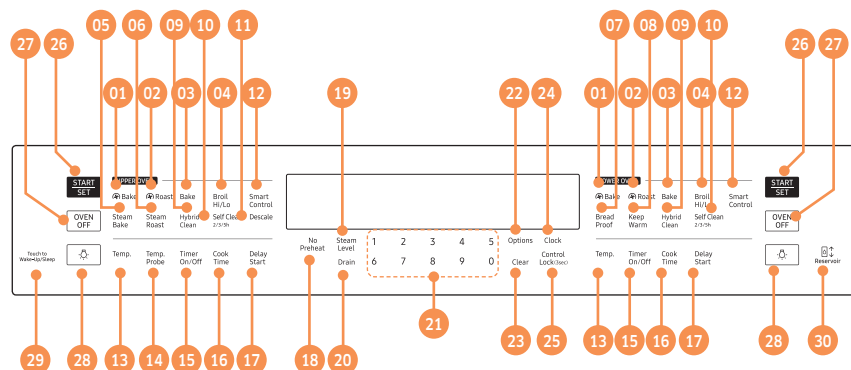 05 06 09 10 11 07 08 09 10
27 26 26 27
01 02 03 04 12 19 22 24 01 02 03 04 12
START
SET
Bake Roast Bake Broil
Hi/Lo Smart
Control
OVEN
OFF
Steam
Bake Steam
Roast Hybrid
Clean Self Clean
2/3/5h Descale
Touch to
Wake-Up/Sleep
Temp. Temp.
Probe Timer
On/Off Cook
Time Delay
Start
No
Preheat Steam
Level
Drain
1 2 3 4 5
6 7 8 9 0
Options Clock
Clear Control
Lock(3sec)
Bake Roast Bake Broil
Hi/Lo Smart
Control
Bread
Proof Keep
Warm Hybrid
Clean Self Clean
2/3/5h
Temp. Timer
On/Off Cook
Time Delay
Start
START
SET
OVEN
OFF
Reservoir
29 28 13 14 15 16 17 18 20 21 23 25 13 15 16 17 28 30